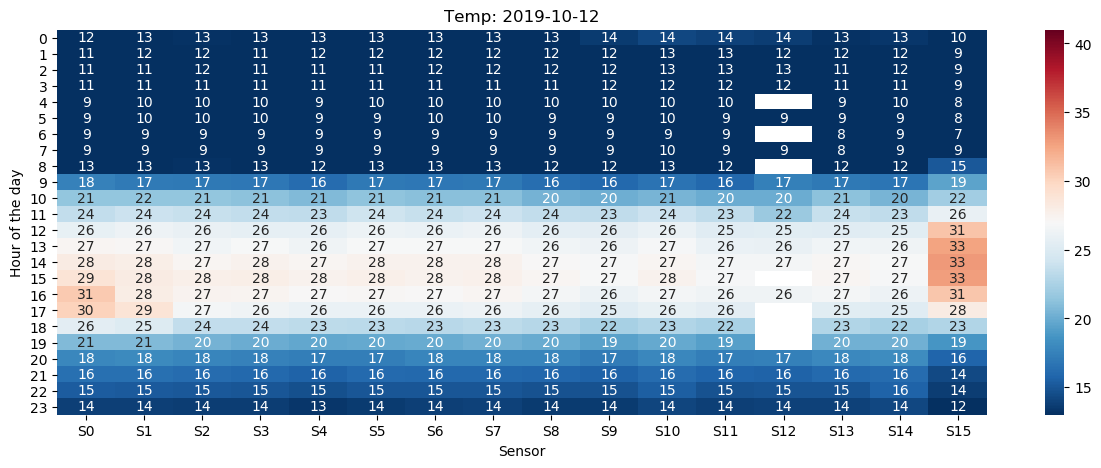 Temp: 2019-10-12
Hour of the day
0 12 13 13 13 13 13 13 13 13 14 14 14 14 13 13 10
1 11 12 12 11 12 12 12 12 12 12 13 13 12 12 12 9
2 11 11 12 11 11 11 12 12 12 12 13 13 13 11 12 9
3 11 11 11 11 11 11 11 11 11 12 12 12 12 11 11 9
4 9 10 10 10 9 10 10 10 10 10 10 10 9 10 8
5 9 10 10 9 9 9 10 10 9 9 10 9 9 9 9 8
6 9 9 9 9 9 9 9 9 9 9 9 9 8 9 7
7 9 9 9 9 9 9 9 9 9 9 10 9 9 8 9 9
8 13 13 13 13 12 13 13 13 12 12 13 12 12 12 15
9 18 17 17 17 16 17 17 17 16 16 17 16 17 17 17 19
10 21 22 21 21 21 21 21 21 20 20 21 20 20 21 20 22
11 24 24 24 24 23 24 24 24 24 23 24 23 22 24 23 26
12 26 26 26 26 26 26 26 26 26 26 26 25 25 25 25 31
13 27 27 27 27 26 27 27 27 26 26 27 26 26 27 26 33
14 28 28 27 28 27 28 28 28 27 27 27 27 27 27 27 33
15 29 28 28 28 28 28 28 28 27 27 28 27 27 27 33
16 31 28 27 27 27 27 27 27 27 26 27 26 26 27 26 31
17 30 29 27 26 26 26 26 26 26 25 26 26 25 25 28
18 26 25 24 24 23 23 23 23 23 22 23 22 23 22 23
19 21 21 20 20 20 20 20 20 20 19 20 19 20 20 19
20 18 18 18 18 17 17 18 18 18 17 18 17 17 18 18 16
21 16 16 16 16 16 16 16 16 16 16 16 16 16 16 16 14
22 15 15 15 15 15 15 15 15 15 15 15 15 15 15 16 14
23 14 14 14 14 13 14 14 14 14 14 14 14 14 14 14 12
S0 S1 S2 S3 S4 S5 S6 S7 S8 S9 S10 S11 S12 S13 S14 S15
Sensor
40
35
30
25
20
15